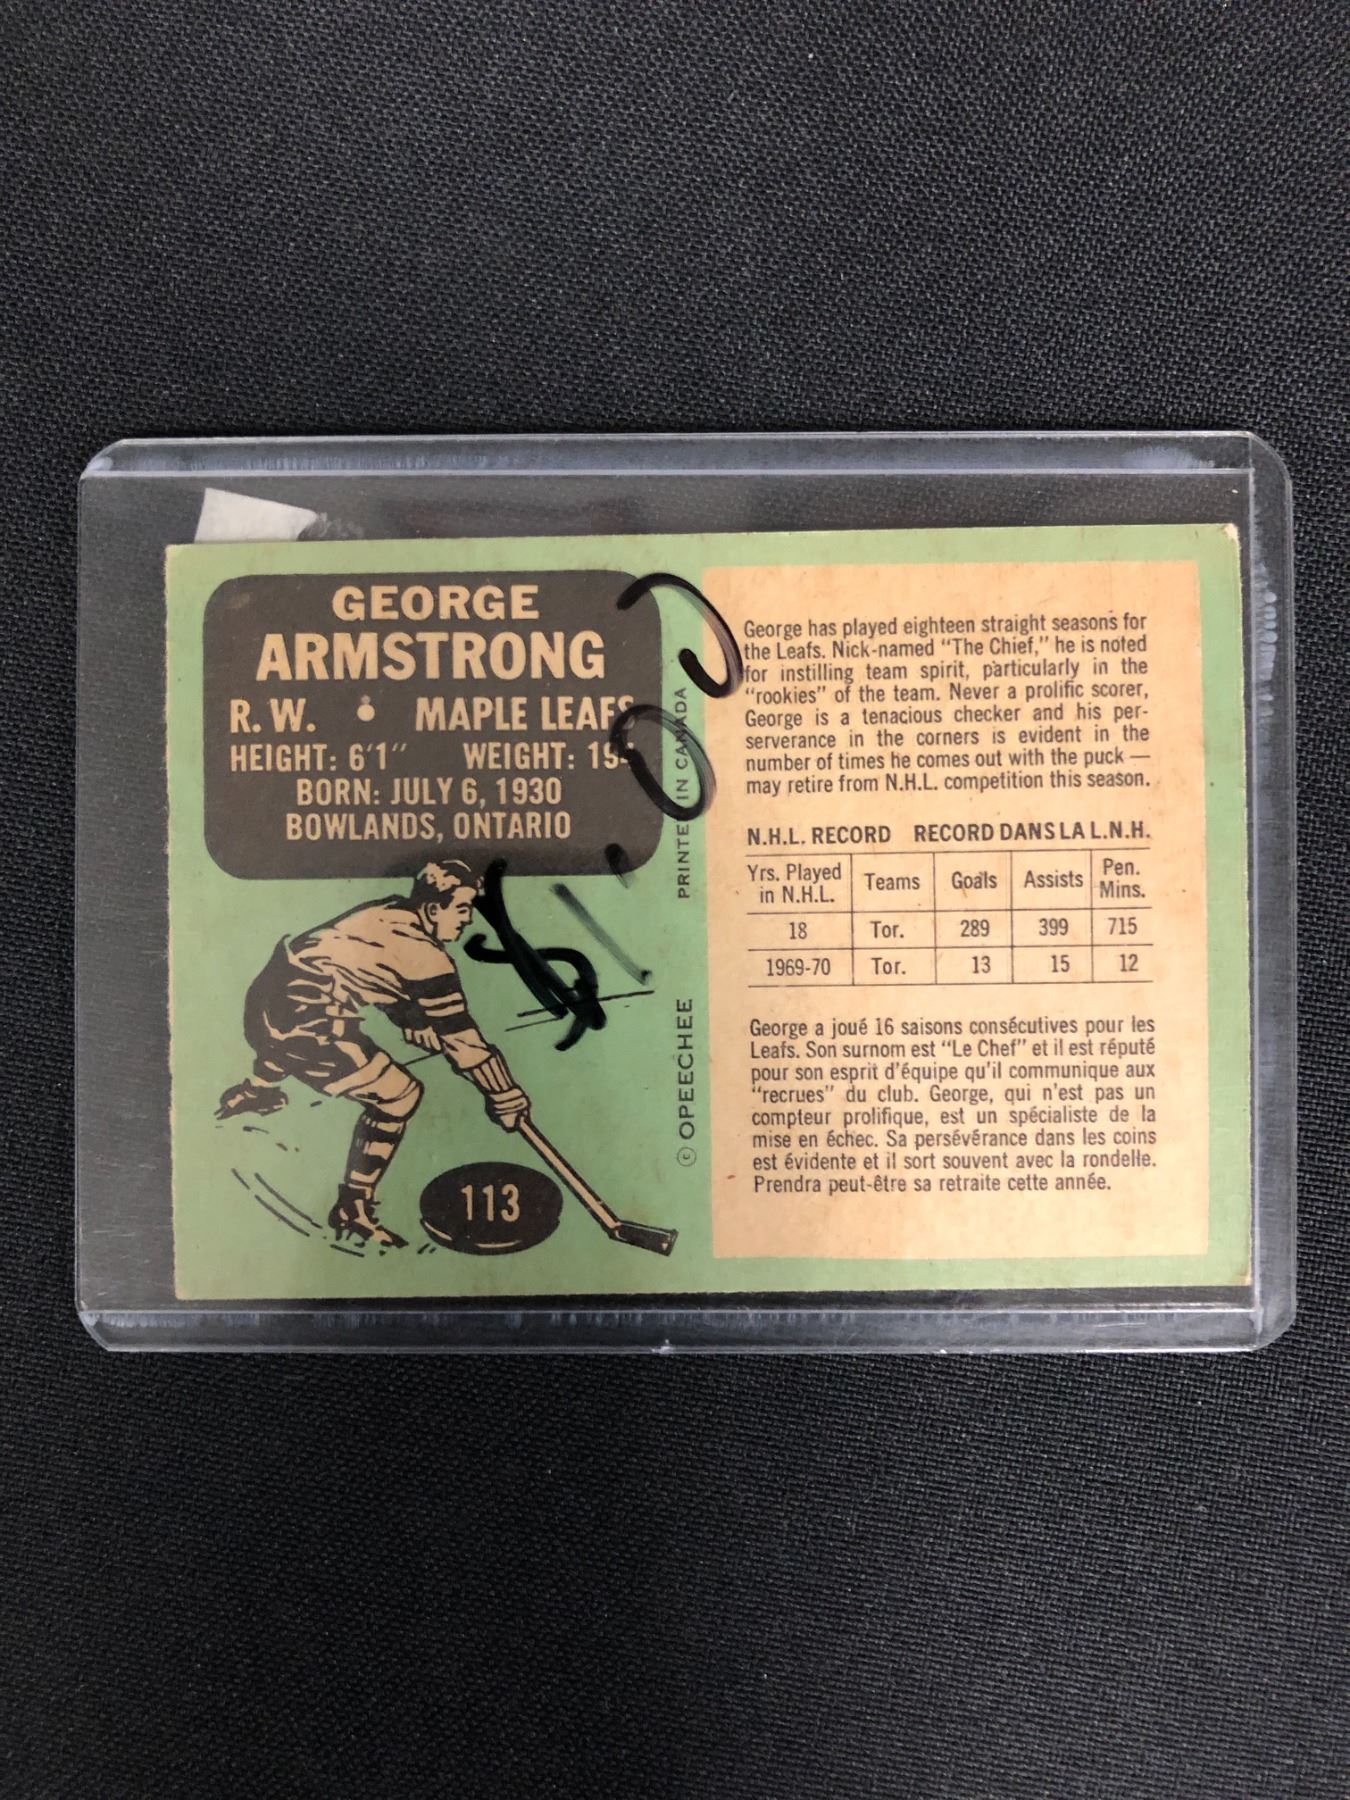 GEORGE
ARMSTRONG
R. W. MAPLE LEAFS
HEIGHT: 6'1" WEIGHT:
BORN: JULY 6, 1930
BOWLANDS, ONTARIO
113
$1.00
© OPEECHEE PRINTED IN CANADA
George has played eighteen straight seasons for
the Leafs. Nick-named "The Chief," he is noted
for instilling team spirit, particularly in the
"rookies" of the team. Never a prolific scorer,
George is a tenacious checker and his per-
serverance in the corners is evident in the
number of times he comes out with the puck —
may retire from N.H.L. competition this season.
N.H.L. RECORD RECORD DANS LA L.N.H.
Yrs. Played in N.H.L. Teams Goals Assists Pen. Mins.
18 Tor. 289 399 715
1969-70 Tor. 13 15 12
George a joué 16 saisons consécutives pour les
Leafs. Son surnom est "Le Chef" et il est réputé
pour son esprit d'équipe qu'il communique aux
"recrues" du club. George, qui n'est pas un
compteur prolifique, est un spécialiste de la
mise en échec. Sa persévérance dans les coins
est évidente et il sort souvent avec la rondelle.
Prendra peut-être sa retraite cette année.